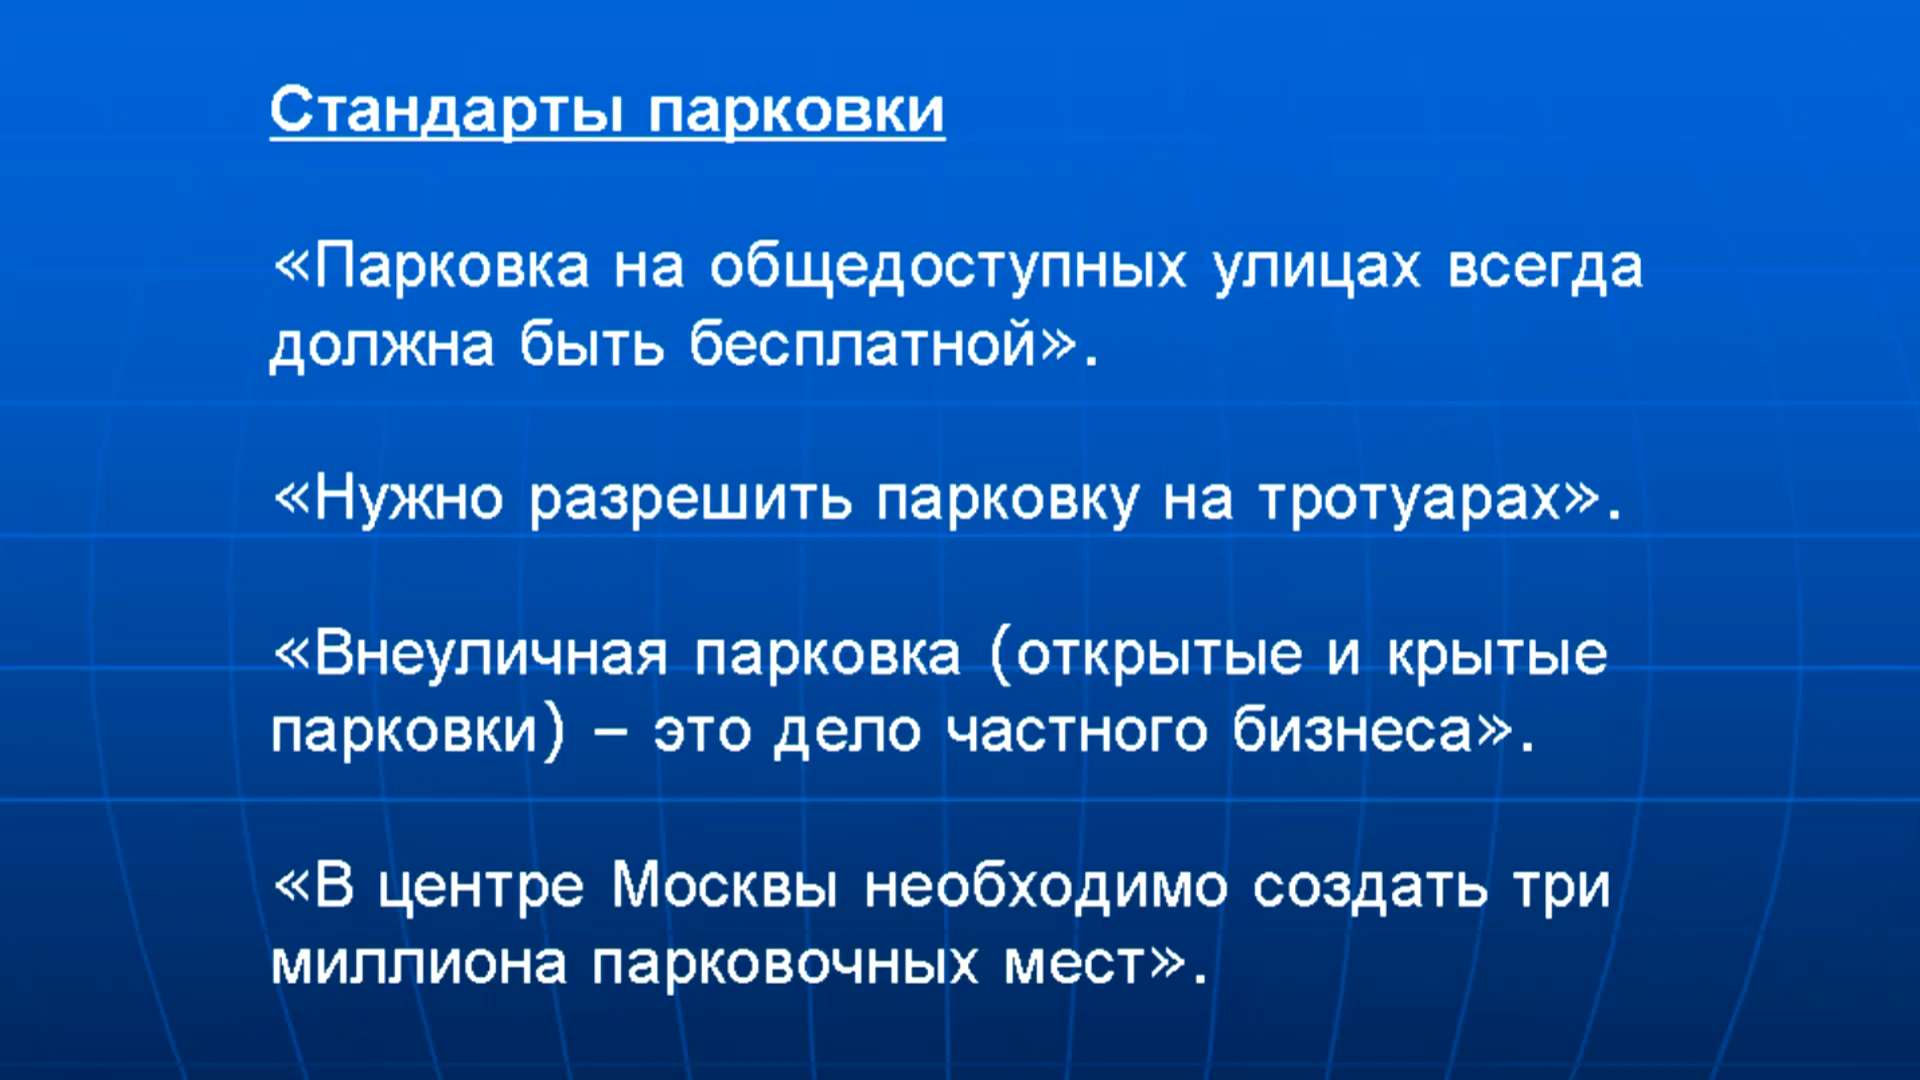 Стандарты парковки
«Парковка на общедоступных улицах всегда
должна быть бесплатной».
«Нужно разрешить парковку на тротуарах».
«Внеуличная парковка (открытые и крытые
парковки) – это дело частного бизнеса».
«В центре Москвы необходимо создать три
миллиона парковочных мест».